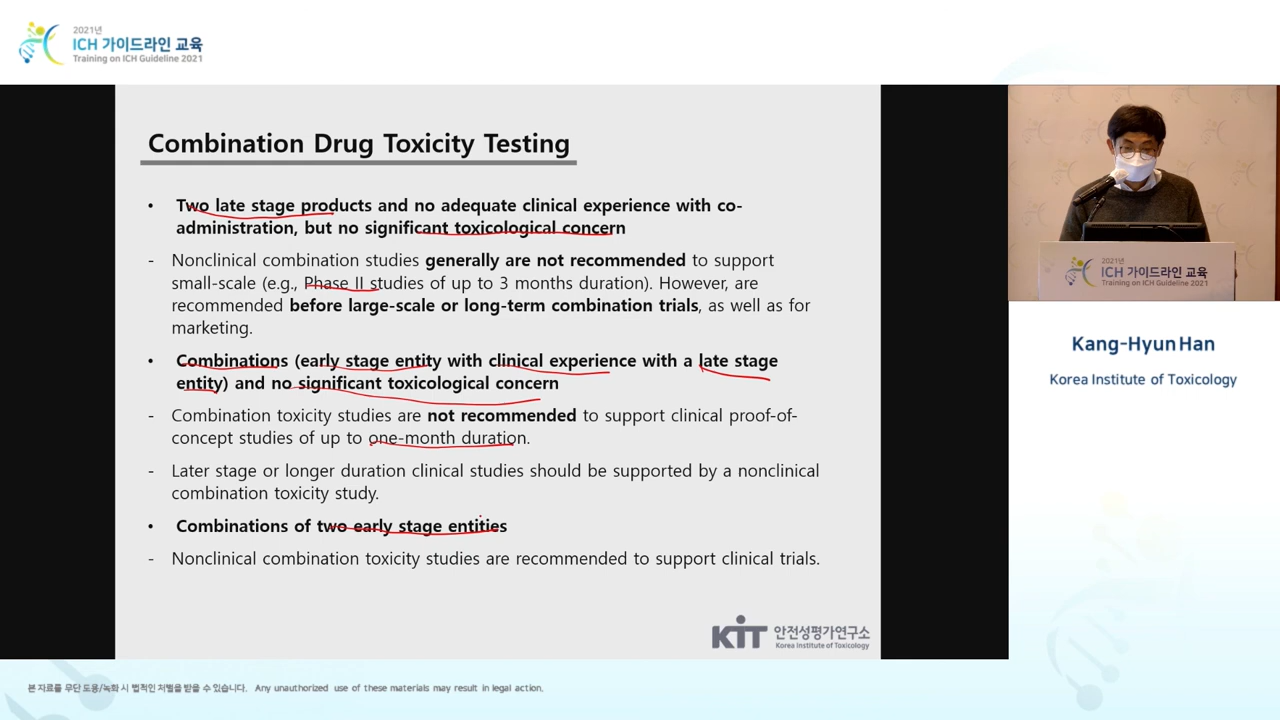 2021년
ICH 가이드라인 교육
Training on ICH Guideline 2021
Combination Drug Toxicity Testing
• Two late stage products and no adequate clinical experience with co-
administration, but no significant toxicological concern
- Nonclinical combination studies generally are not recommended to support
small-scale (e.g., Phase II studies of up to 3 months duration). However, are
recommended before large-scale or long-term combination trials, as well as for
marketing.
• Combinations (early stage entity with clinical experience with a late stage
entity) and no significant toxicological concern
- Combination toxicity studies are not recommended to support clinical proof-of-
concept studies of up to one-month duration.
- Later stage or longer duration clinical studies should be supported by a nonclinical
combination toxicity study.
• Combinations of two early stage entities
- Nonclinical combination toxicity studies are recommended to support clinical trials.
KIT 안전성평가연구소
Korea Institute of Toxicology
2021년
ICH 가이드라인 교육
Training on ICH Guideline 2021
Kang-Hyun Han
Korea Institute of Toxicology
본 자료를 무단 도용/녹화 시 법적인 처벌을 받을 수 있습니다. Any unauthorized use of these materials may result in legal action.